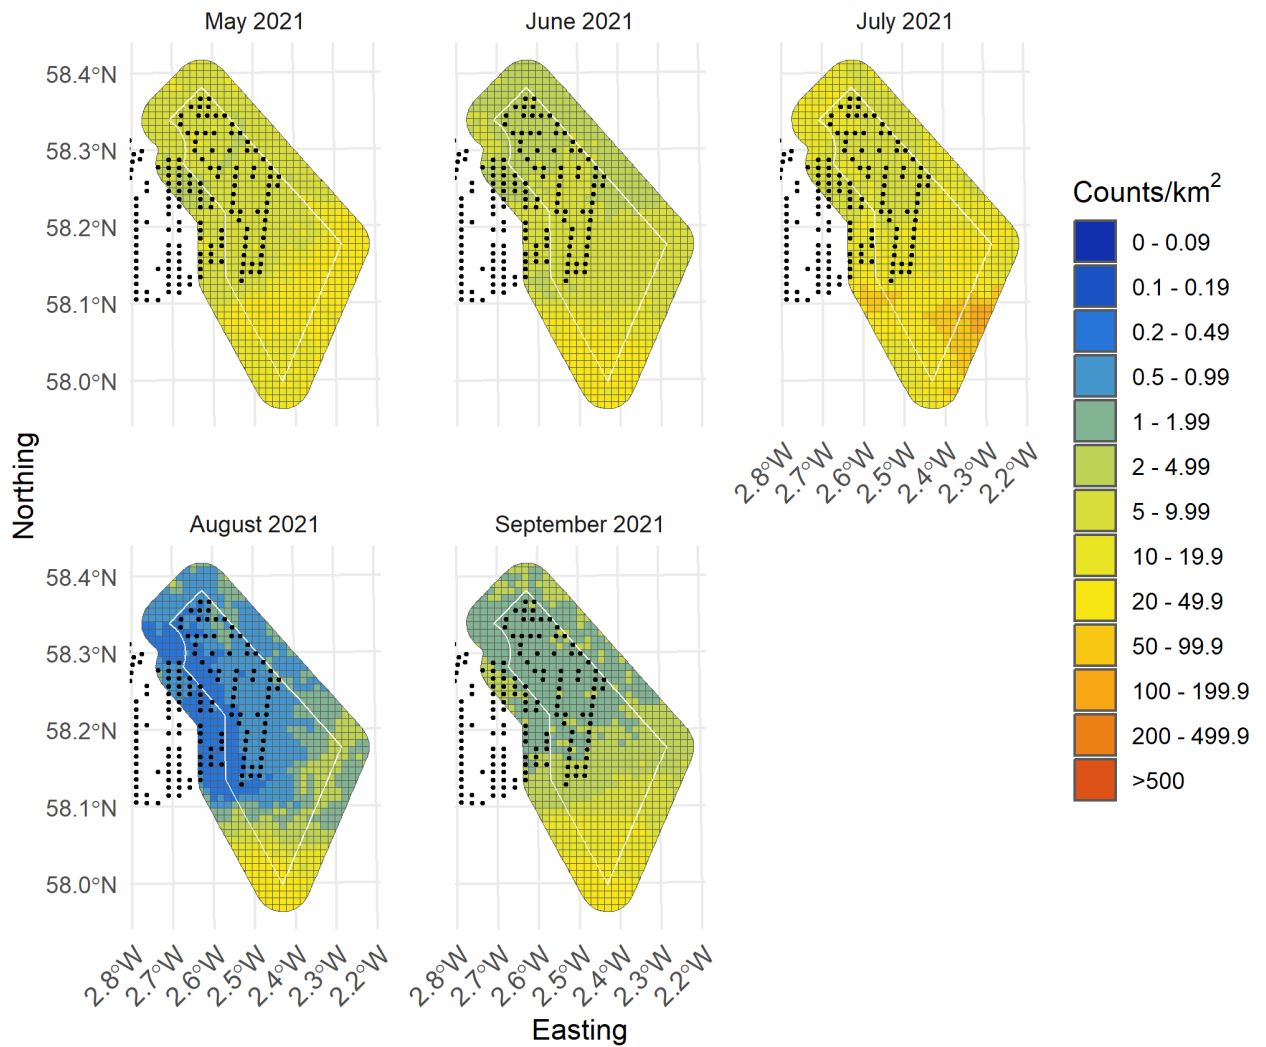 May 2021
June 2021
July 2021
58.4°N
58.3°N
58.2°N
58.1°N
58.0°N
2.8°W
2.7°W
2.6°W
2.5°W
2.4°W
2.3°W
2.2°W
Northing
August 2021
September 2021
58.4°N
58.3°N
58.2°N
58.1°N
58.0°N
2.8°W
2.7°W
2.6°W
2.5°W
2.4°W
2.3°W
2.2°W
2.8°W
2.7°W
2.6°W
2.5°W
2.4°W
2.3°W
2.2°W
Easting
Counts/km²
0 - 0.09
0.1 - 0.19
0.2 - 0.49
0.5 - 0.99
1 - 1.99
2 - 4.99
5 - 9.99
10 - 19.9
20 - 49.9
50 - 99.9
100 - 199.9
200 - 499.9
>500